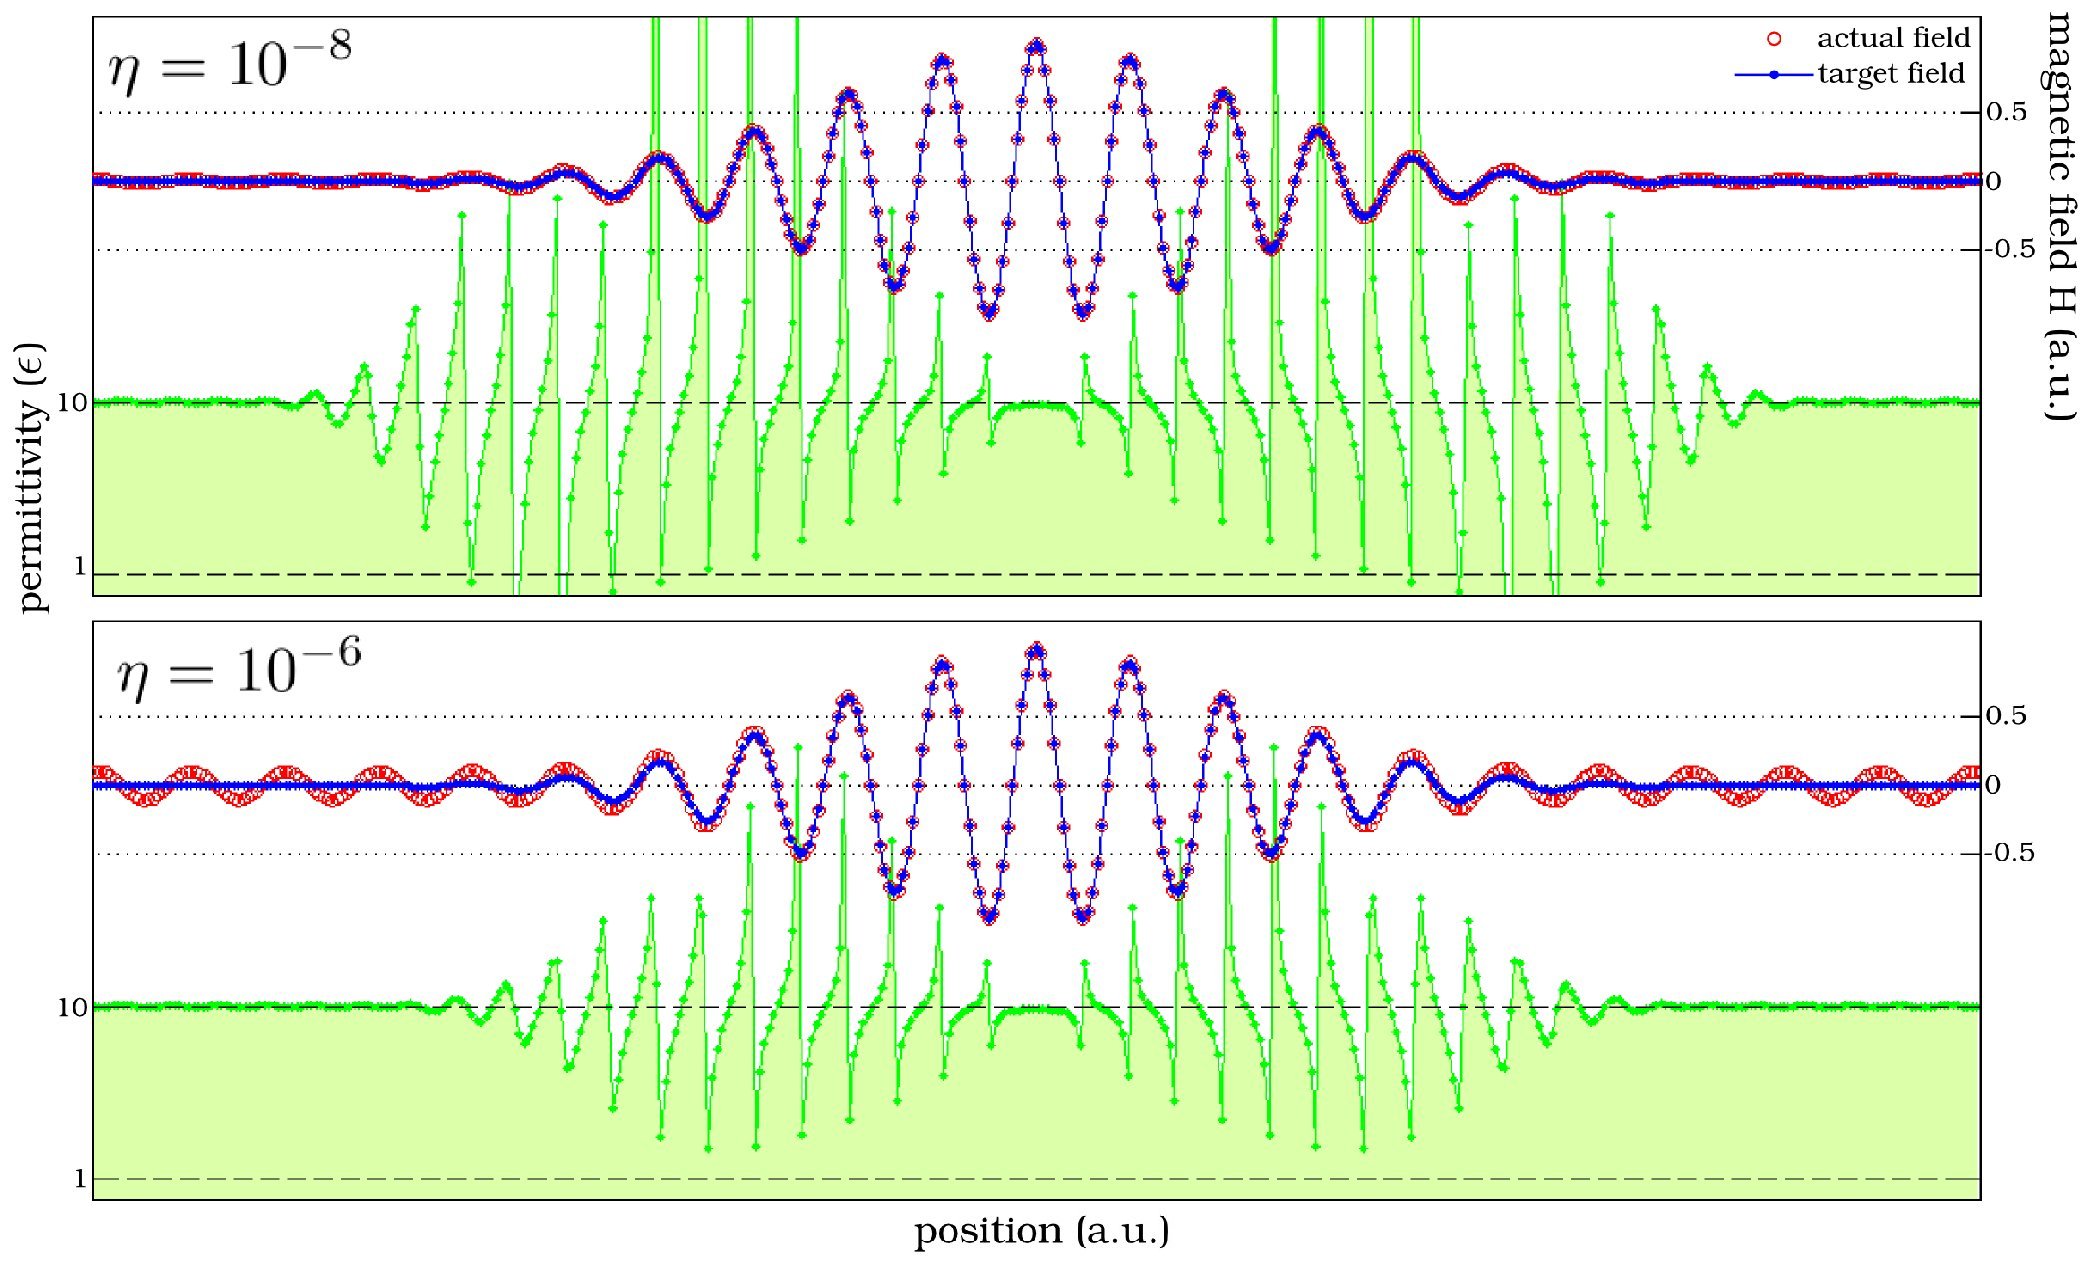 η = 10⁻⁸
actual field
target field
0.5
0
-0.5
10
1
magnetic field H (a.u.)
permittivity (ϵ)
η = 10⁻⁶
0.5
0
-0.5
10
1
position (a.u.)